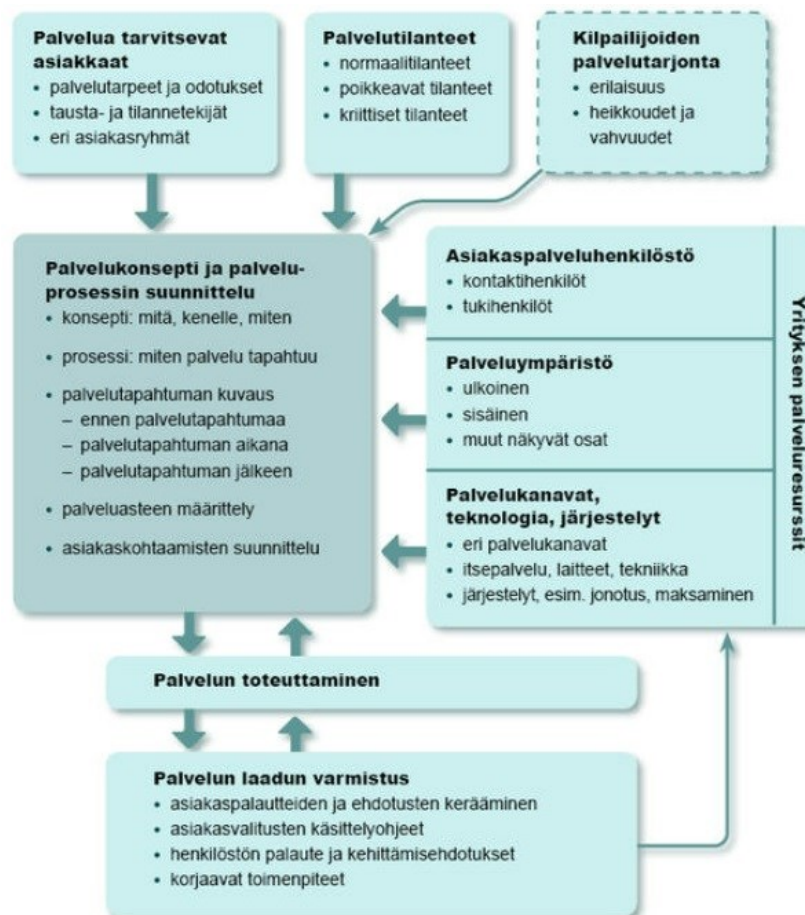 Palvelua tarvitsevat
asiakkaat
• palvelutarpeet ja odotukset
• tausta- ja tilannetekijät
• eri asiakasryhmät
Palvelutilanteet
• normaalitilanteet
• poikkeavat tilanteet
• kriittiset tilanteet
Kilpailijoiden
palvelutarjonta
• erilaisuus
• heikkoudet ja
vahvuudet
Palvelukonsepti ja palvelu-
prosessin suunnittelu
• konsepti: mitä, kenelle, miten
• prosessi: miten palvelu tapahtuu
• palvelutapahtuman kuvaus
– ennen palvelutapahtumaa
– palvelutapahtuman aikana
– palvelutapahtuman jälkeen
• palveluasteen määrittely
• asiakaskohtaamisten suunnittelu
Asiakaspalveluhenkilöstö
• kontaktihenkilöt
• tukihenkilöt
Palveluympäristö
• ulkoinen
• sisäinen
• muut näkyvät osat
Palvelukanavat,
teknologia, järjestelyt
• eri palvelukanavat
• itsepalvelu, laitteet, tekniikka
• järjestelyt, esim. jonotus, maksaminen
Yrityksen palveluresurssit
Palvelun toteuttaminen
Palvelun laadun varmistus
• asiakaspalautteiden ja ehdotusten kerääminen
• asiakasvalitusten käsittelyohjeet
• henkilöstön palaute ja kehittämisehdotukset
• korjaavat toimenpiteet